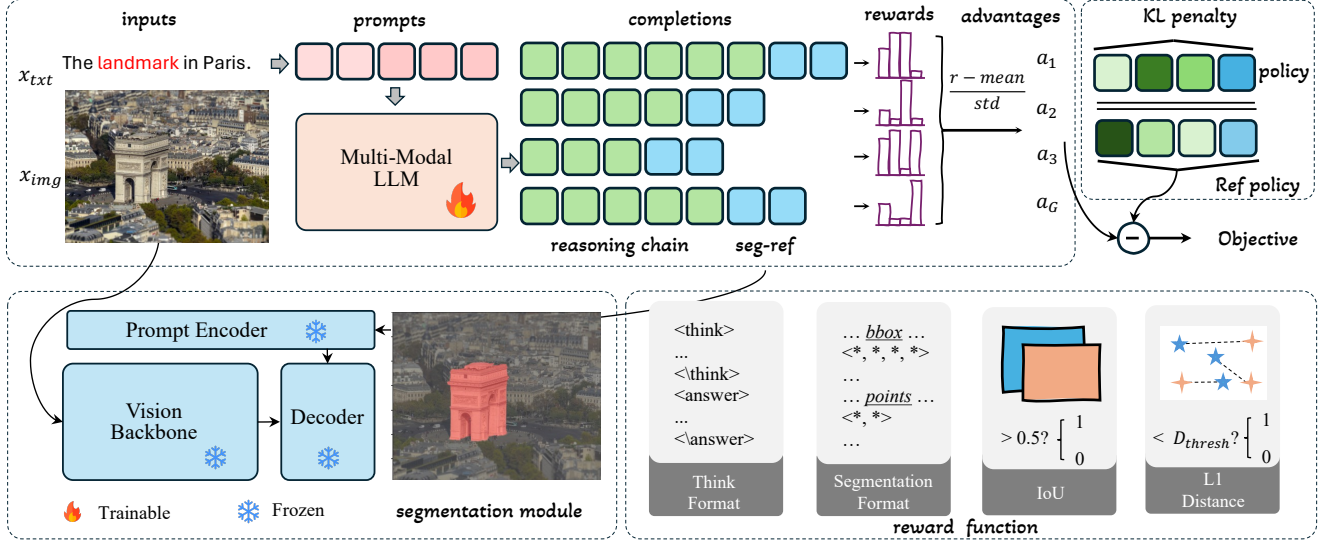 inputs
prompts
completions
rewards
advantages
KL penalty
x_txt
The landmark in Paris.
x_img
Multi-Modal
LLM
reasoning chain
seg-ref
r − mean
std
a_1
a_2
a_3
a_G
policy
Ref policy
−
Objective
Prompt Encoder
Vision
Backbone
Decoder
Trainable
Frozen
segmentation module
<think>
...
<\think>
<answer>
...
<\answer>
Think
Format
... bbox ...
<*, *, *, *>
...
... points ...
<*, *>
...
Segmentation
Format
> 0.5? { 1
0
IoU
< D_thresh? { 1
0
L1
Distance
reward function